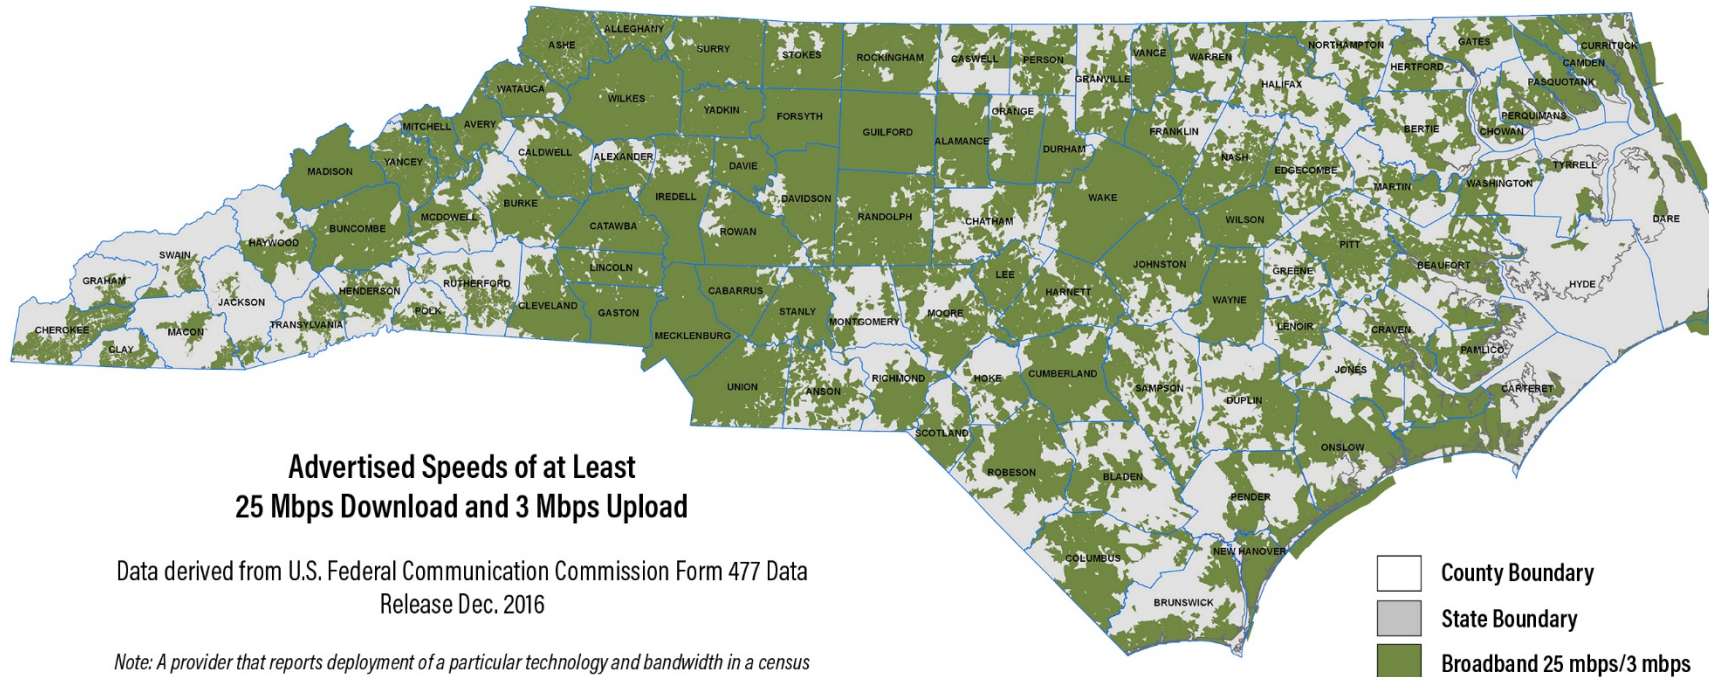 ALLEGHANY
ASHE
SURRY
STOKES
ROCKINGHAM
CASWELL
PERSON
GRANVILLE
VANCE
WARREN
NORTHAMPTON
GATES
CURRITUCK
CAMDEN
HERTFORD
PASQUOTANK
HALIFAX
WATAUGA
WILKES
YADKIN
FORSYTH
GUILFORD
ALAMANCE
ORANGE
DURHAM
FRANKLIN
BERTIE
PERQUIMANS
CHOWAN
MITCHELL
AVERY
CALDWELL
ALEXANDER
DAVIE
NASH
EDGECOMBE
TYRRELL
MADISON
YANCEY
IREDELL
DAVIDSON
WAKE
MARTIN
WASHINGTON
BURKE
MCDOWELL
CATAWBA
ROWAN
RANDOLPH
CHATHAM
WILSON
DARE
BUNCOMBE
HAYWOOD
PITT
SWAIN
LINCOLN
LEE
JOHNSTON
GREENE
BEAUFORT
GRAHAM
RUTHERFORD
HENDERSON
CABARRUS
HARNETT
HYDE
JACKSON
CLEVELAND
GASTON
STANLY
MONTGOMERY
MOORE
WAYNE
CHEROKEE
MACON
TRANSYLVANIA
POLK
MECKLENBURG
LENOIR
CRAVEN
CLAY
PAMLICO
UNION
ANSON
RICHMOND
HOKE
CUMBERLAND
SAMPSON
DUPLIN
JONES
CARTERET
SCOTLAND
ONSLOW
ROBESON
BLADEN
PENDER
COLUMBUS
NEW HANOVER
BRUNSWICK
Advertised Speeds of at Least
25 Mbps Download and 3 Mbps Upload
Data derived from U.S. Federal Communication Commission Form 477 Data
Release Dec. 2016
Note: A provider that reports deployment of a particular technology and bandwidth in a census
County Boundary
State Boundary
Broadband 25 mbps/3 mbps